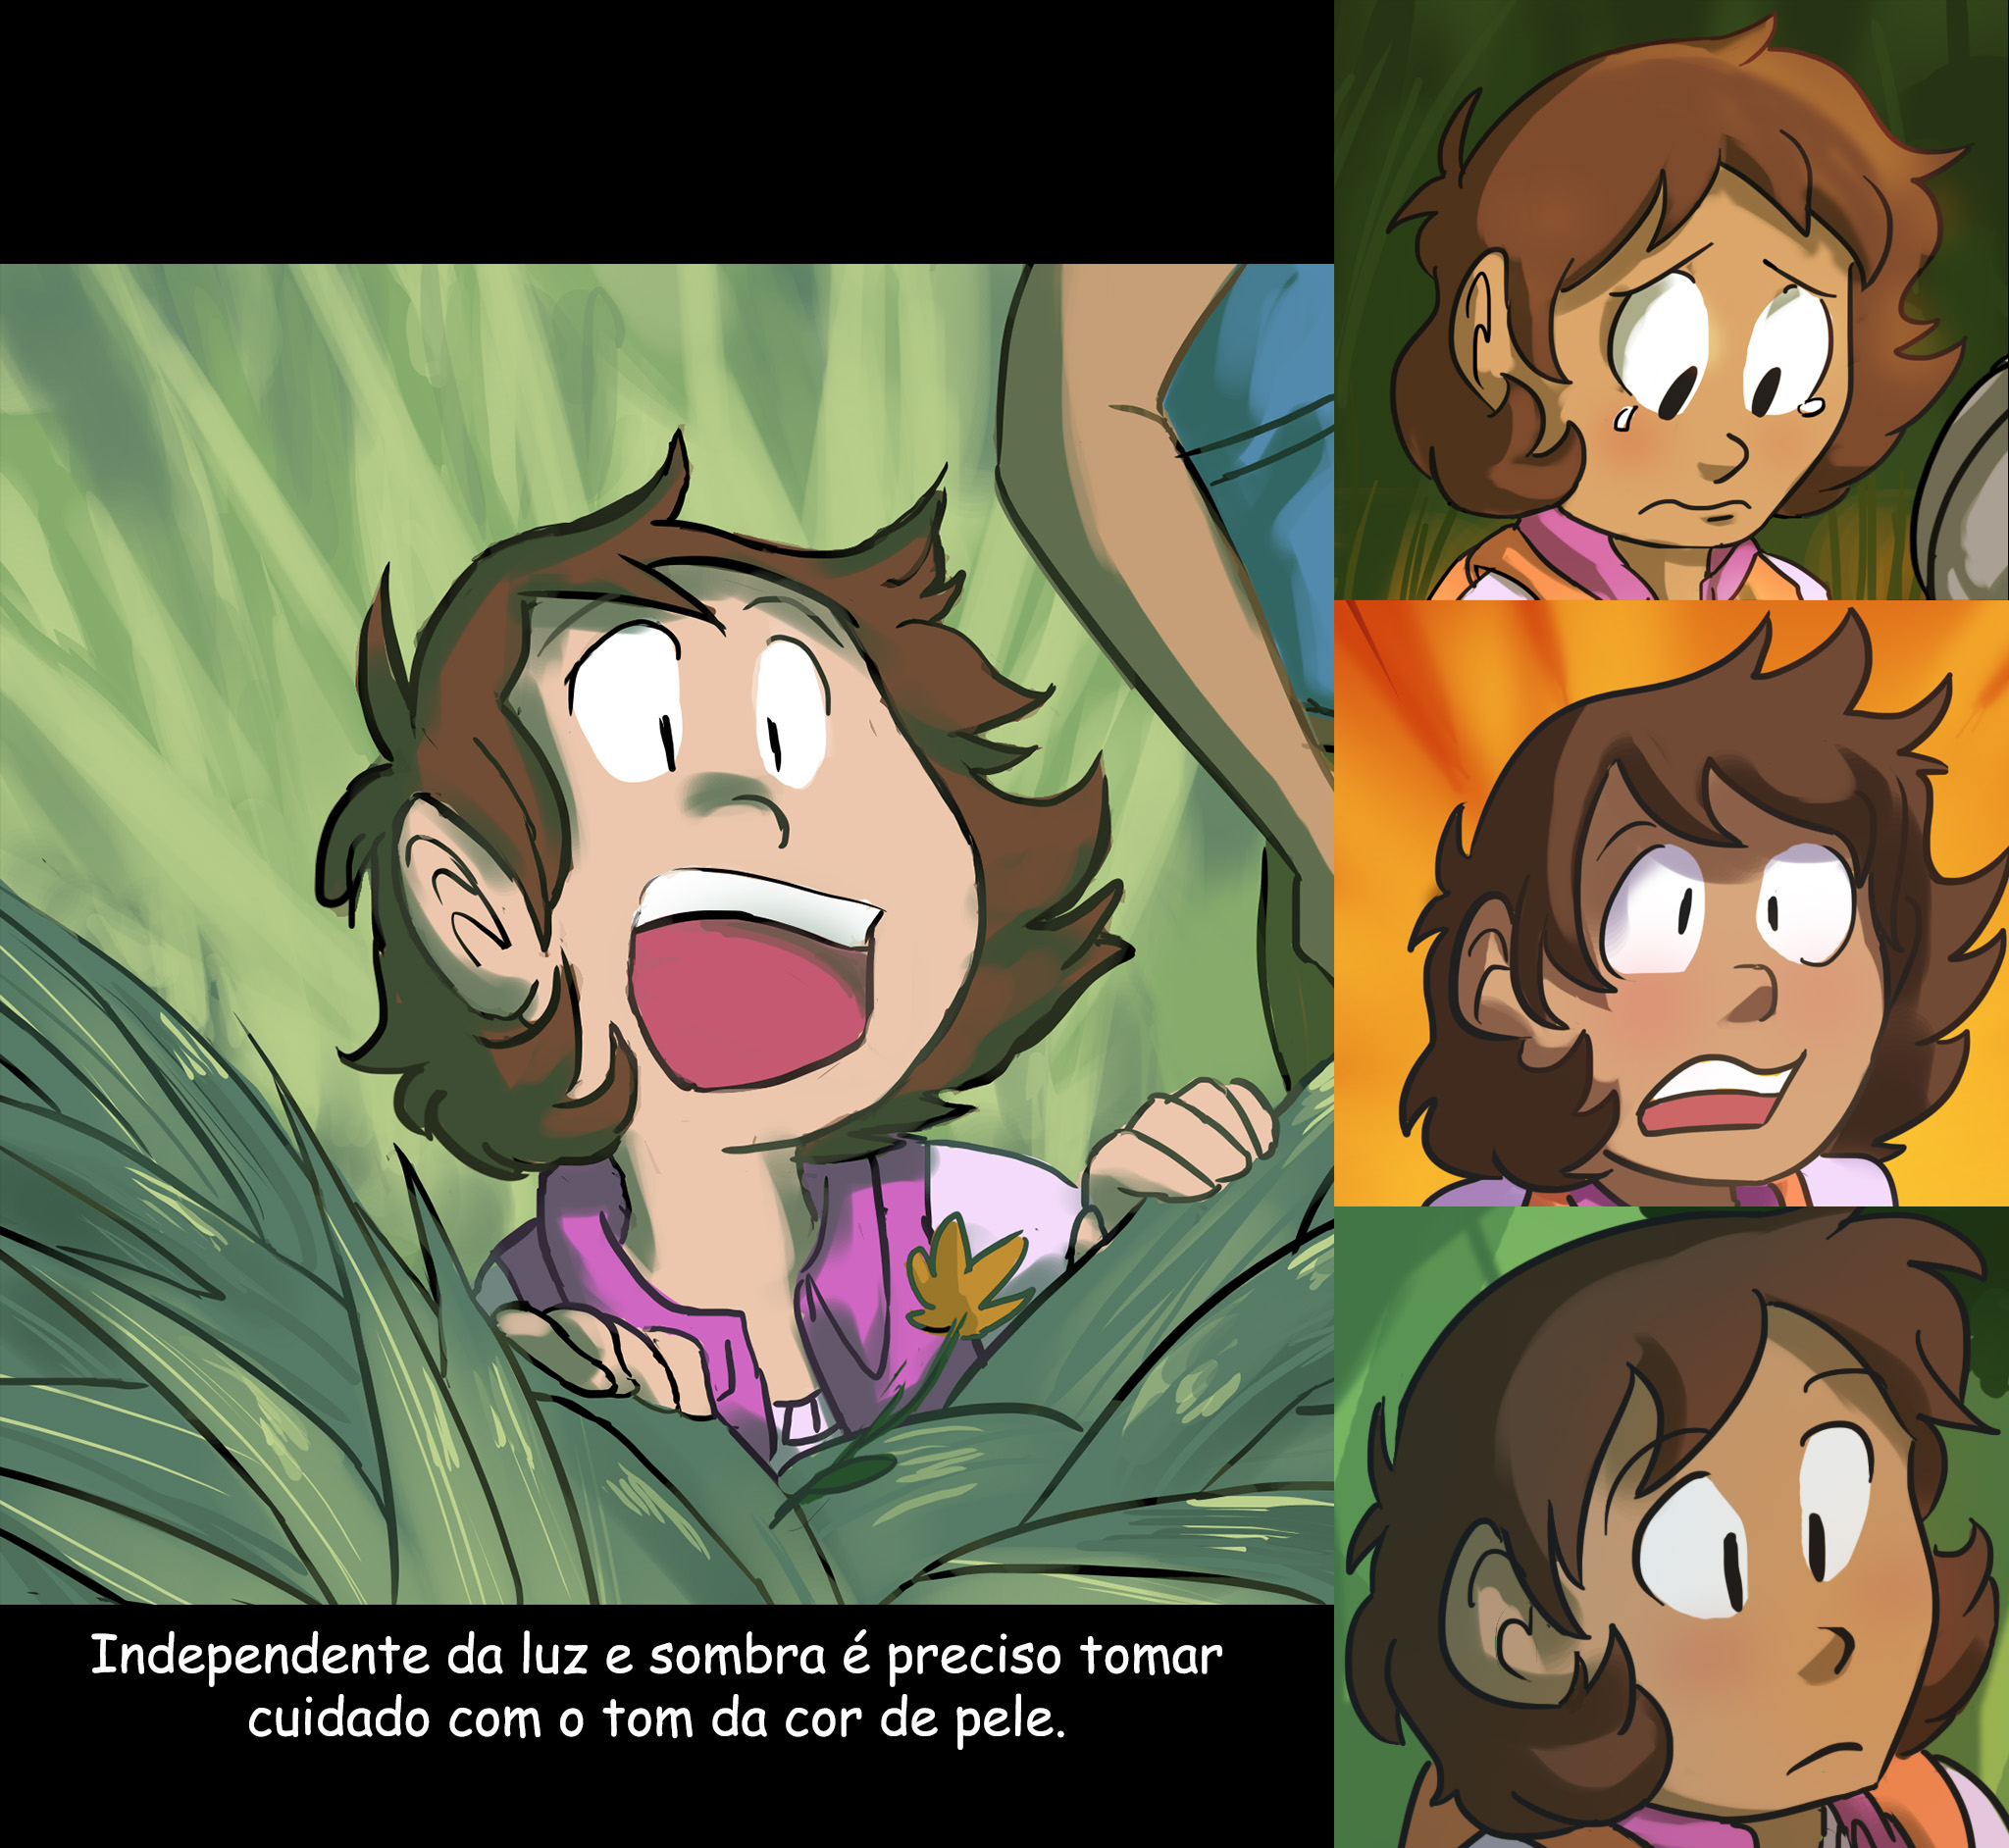 Independente da luz e sombra é preciso tomar
cuidado com o tom da cor de pele.